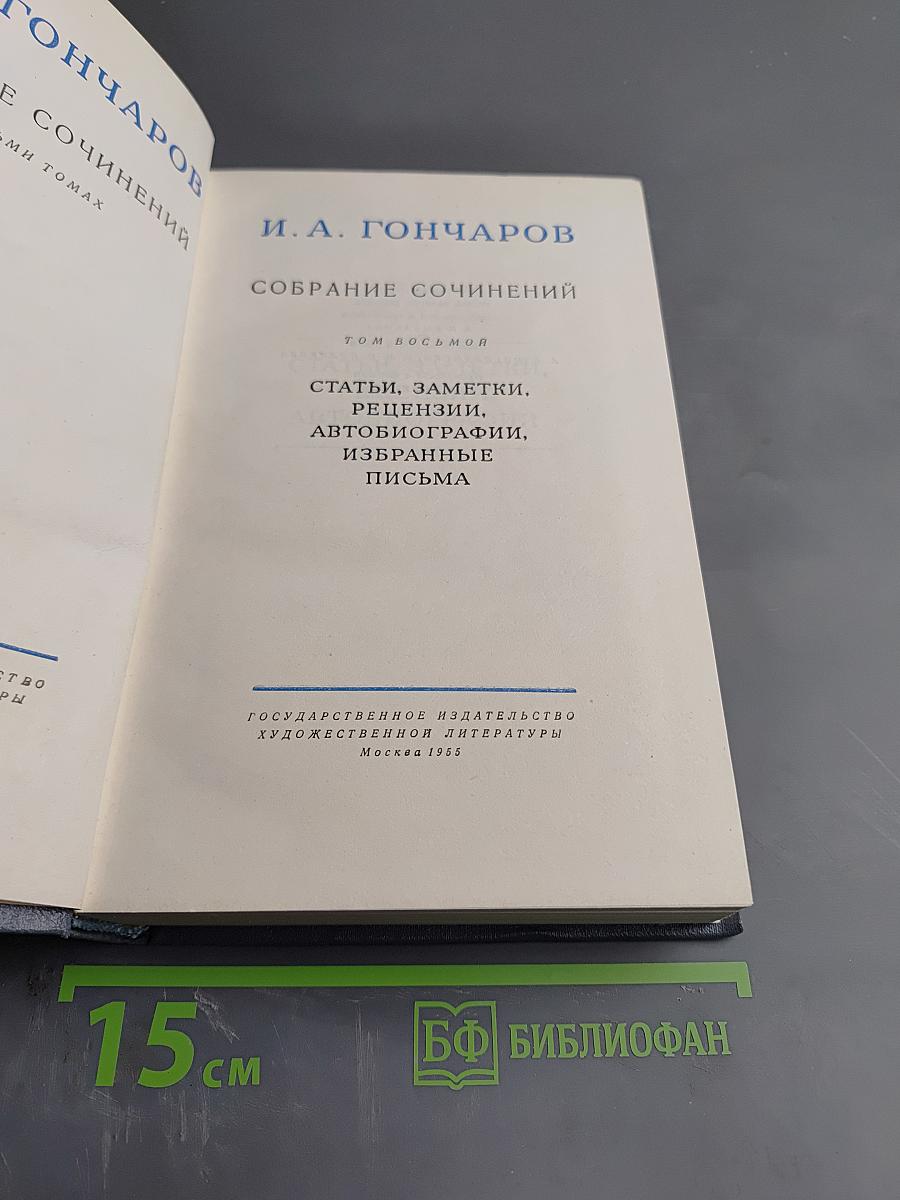 ГОНЧАРОВ
Е СОЧИНЕНИЙ
ЬМИ ТОМАХ
СТВО
РЫ
И. А. ГОНЧАРОВ
СОБРАНИЕ СОЧИНЕНИЙ
ТОМ ВОСЬМОЙ
СТАТЬИ, ЗАМЕТКИ,
РЕЦЕНЗИИ,
АВТОБИОГРАФИИ,
ИЗБРАННЫЕ
ПИСЬМА
ГОСУДАРСТВЕННОЕ ИЗДАТЕЛЬСТВО
ХУДОЖЕСТВЕННОЙ ЛИТЕРАТУРЫ
Москва 1955
15 см
БФ БИБЛИОФАН